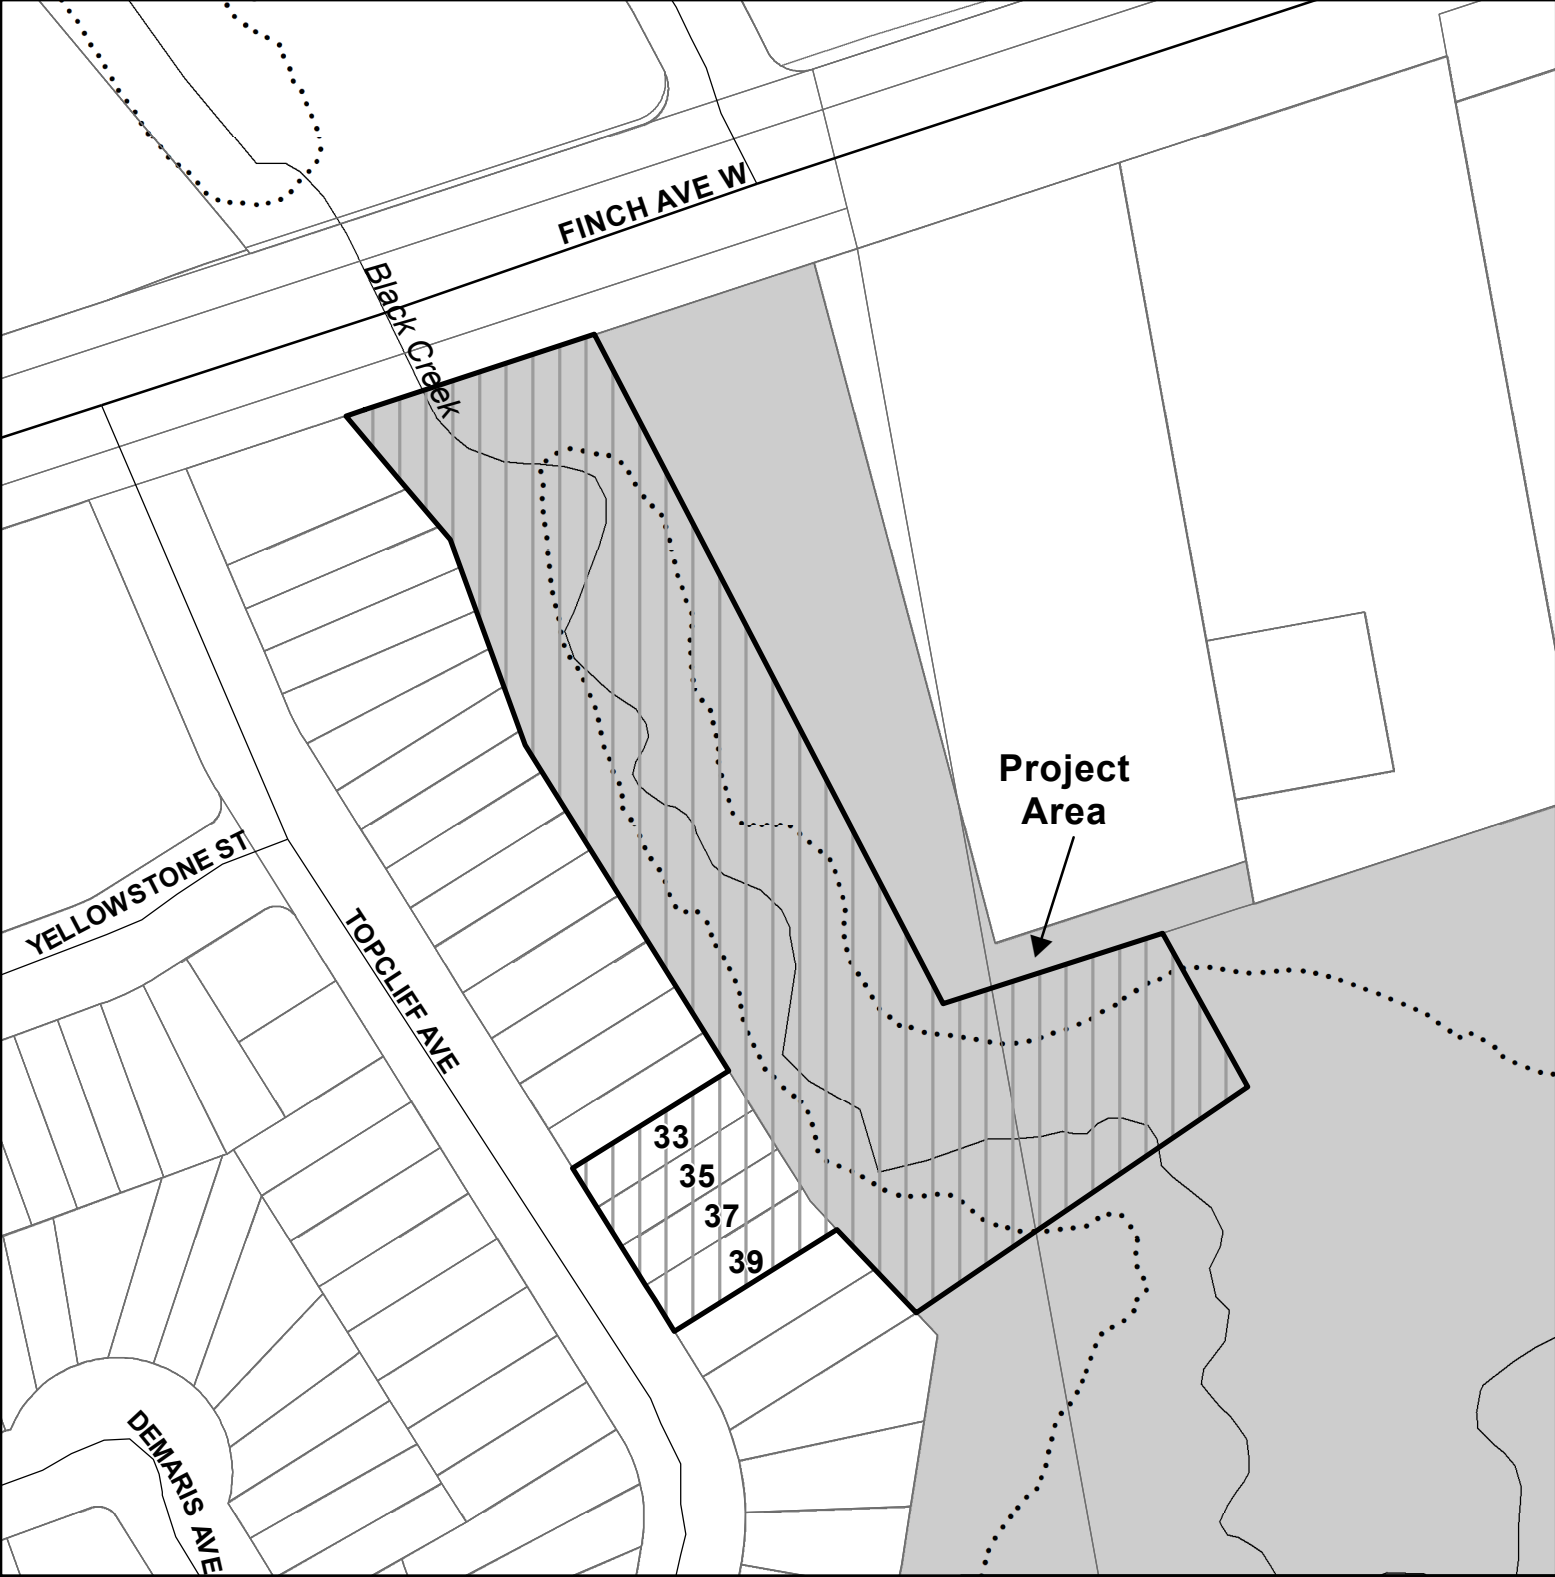 FINCH AVE W
Black Creek
Project
Area
YELLOWSTONE ST
TOPCLIFF AVE
33
35
37
39
DEMARIS AVE